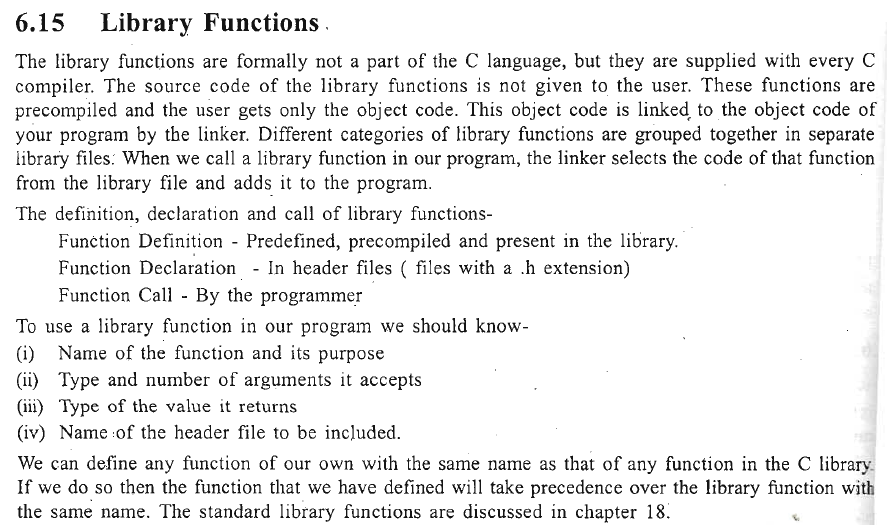 6.15 Library Functions
The library functions are formally not a part of the C language, but they are supplied with every C
compiler. The source code of the library functions is not given to the user. These functions are
precompiled and the user gets only the object code. This object code is linked to the object code of
your program by the linker. Different categories of library functions are grouped together in separate
library files. When we call a library function in our program, the linker selects the code of that function
from the library file and adds it to the program.
The definition, declaration and call of library functions-
Function Definition - Predefined, precompiled and present in the library.
Function Declaration - In header files ( files with a .h extension)
Function Call - By the programmer
To use a library function in our program we should know-
(i) Name of the function and its purpose
(ii) Type and number of arguments it accepts
(iii) Type of the value it returns
(iv) Name of the header file to be included.
We can define any function of our own with the same name as that of any function in the C library.
If we do so then the function that we have defined will take precedence over the library function with
the same name. The standard library functions are discussed in chapter 18.